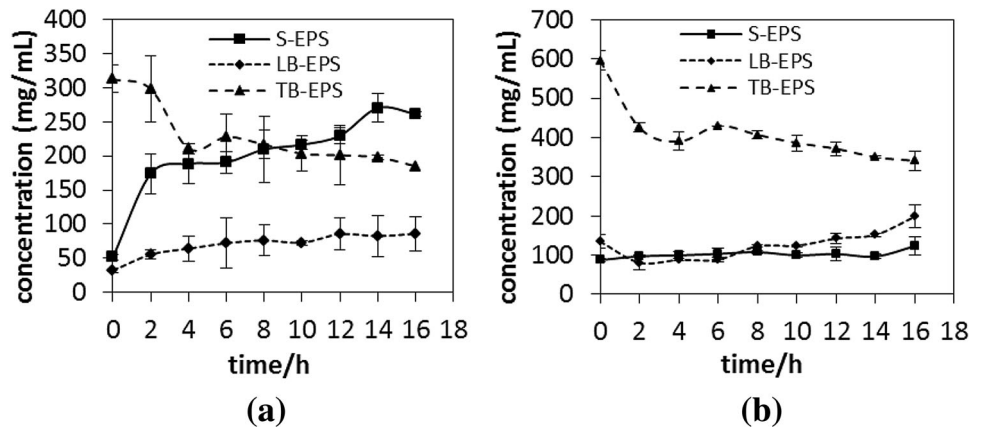 400
350
300
250
200
150
100
50
0
concentration (mg/mL)
S-EPS
LB-EPS
TB-EPS
0 2 4 6 8 10 12 14 16 18
time/h
(a)
700
600
500
400
300
200
100
0
concentration (mg/mL)
S-EPS
LB-EPS
TB-EPS
0 2 4 6 8 10 12 14 16 18
time/h
(b)